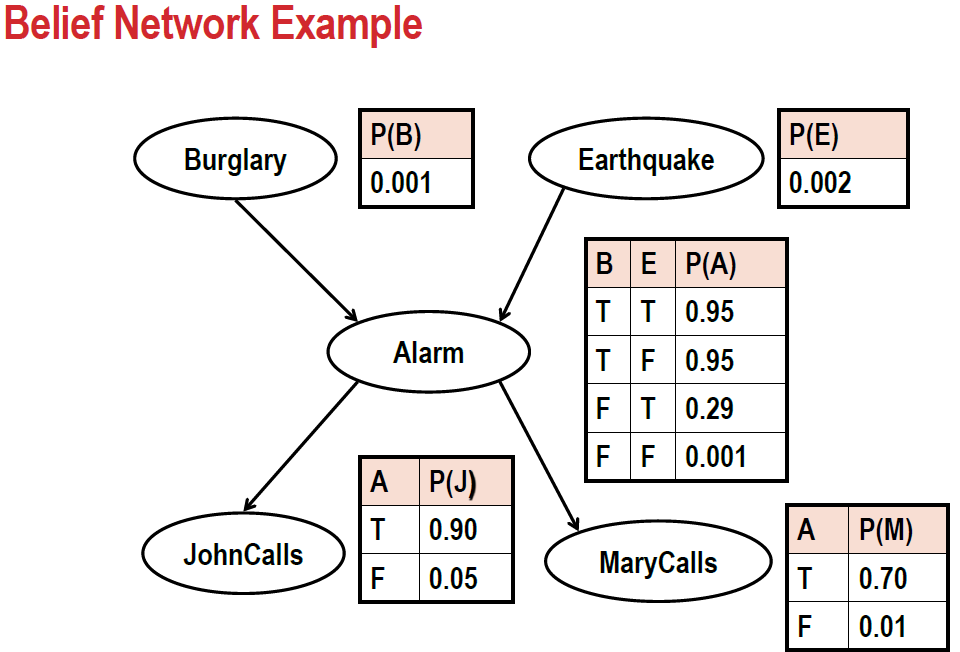 Belief Network Example
Burglary
P(B)
0.001
Earthquake
P(E)
0.002
B E P(A)
T T 0.95
T F 0.95
F T 0.29
F F 0.001
Alarm
JohnCalls
A P(J)
T 0.90
F 0.05
MaryCalls
A P(M)
T 0.70
F 0.01